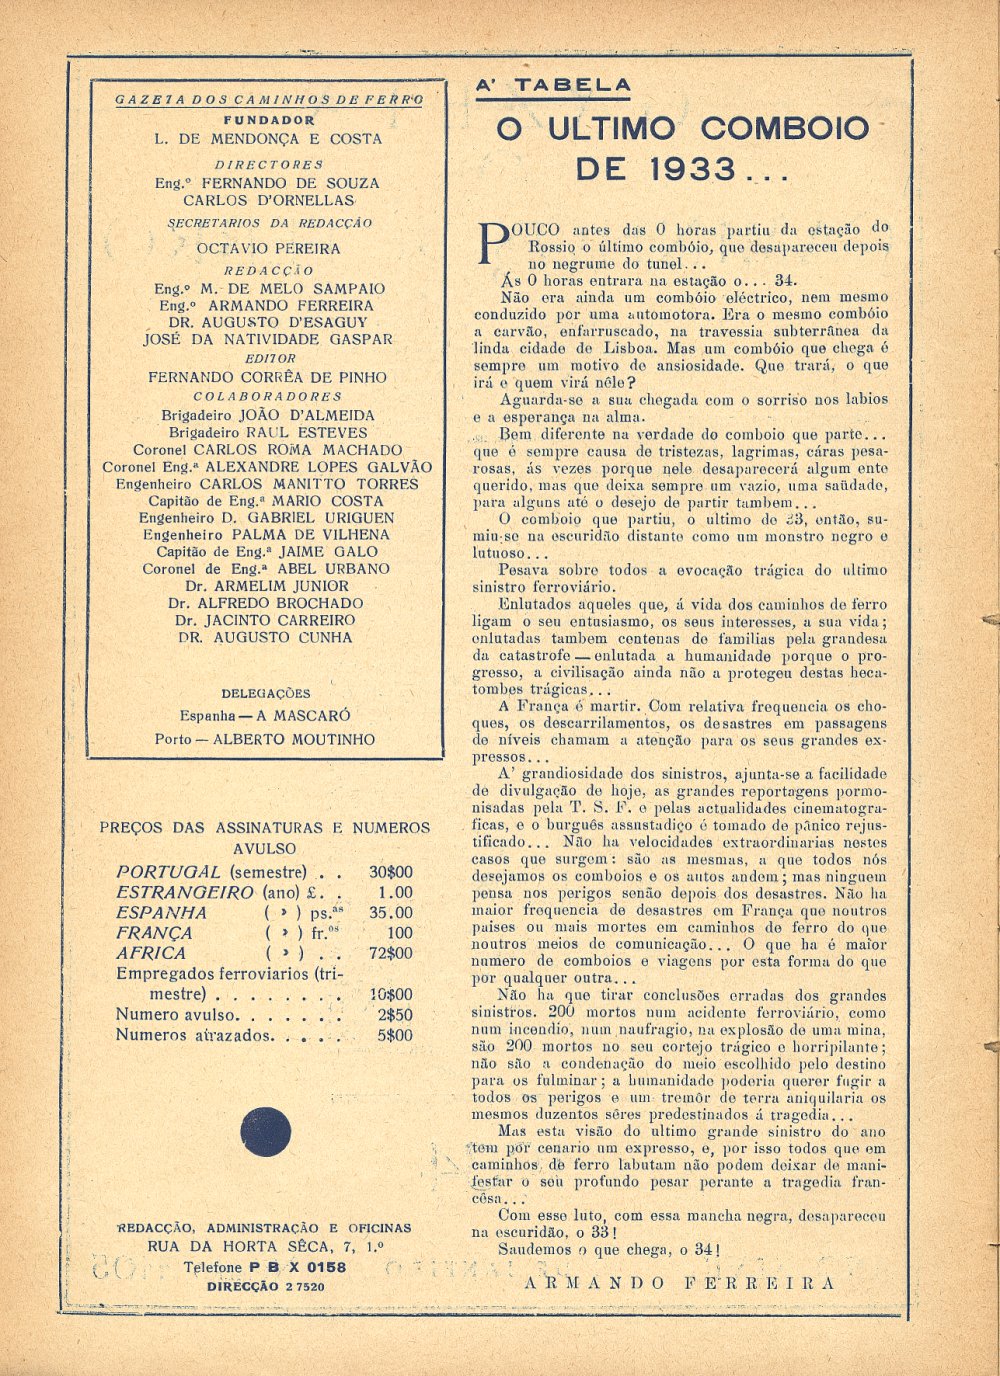 GAZETA DOS CAMINHOS DE FERRO
FUNDADOR
L. DE MENDONÇA E COSTA
DIRECTORES
Eng.º FERNANDO DE SOUZA
CARLOS D'ORNELLAS
SECRETARIOS DA REDACÇÃO
OCTAVIO PEREIRA
REDACÇÃO
Eng.º M. DE MELO SAMPAIO
Eng.º ARMANDO FERREIRA
DR. AUGUSTO D'ESAGUY
JOSÉ DA NATIVIDADE GASPAR
EDITOR
FERNANDO CORRÊA DE PINHO
COLABORADORES
Brigadeiro JOÃO D'ALMEIDA
Brigadeiro RAUL ESTEVES
Coronel CARLOS ROMA MACHADO
Coronel Eng.ª ALEXANDRE LOPES GALVÃO
Engenheiro CARLOS MANITTO TORRES
Capitão de Eng.ª MARIO COSTA
Engenheiro D. GABRIEL URIGUEN
Engenheiro PALMA DE VILHENA
Capitão de Eng.ª JAIME GALO
Coronel de Eng.ª ABEL URBANO
Dr. ARMELIM JUNIOR
Dr. ALFREDO BROCHADO
Dr. JACINTO CARREIRO
DR. AUGUSTO CUNHA
DELEGAÇÕES
Espanha — A MASCARÓ
Porto — ALBERTO MOUTINHO
PREÇOS DAS ASSINATURAS E NUMEROS
AVULSO
PORTUGAL (semestre) . . 30$00
ESTRANGEIRO (ano) £. . 1.00
ESPANHA ( » ) ps.as 35.00
FRANÇA ( » ) fr.os 100
AFRICA ( » ) . . 72$00
Empregados ferroviarios (tri-
mestre) . . . . . . . . 10$00
Numero avulso. . . . . . . 2$50
Numeros atrazados. . . . . 5$00
REDACÇÃO, ADMINISTRAÇÃO E OFICINAS
RUA DA HORTA SÊCA, 7, 1.º
Telefone P B X 0158
DIRECÇÃO 2 7520
A' TABELA
O ULTIMO COMBOIO
DE 1933...
POUCO antes das 0 horas partiu da estação do
Rossio o último combóio, que desapareceu depois
no negrume do tunel...
Ás 0 horas entrara na estação o... 34.
Não era ainda um combóio eléctrico, nem mesmo
conduzido por uma automotora. Era o mesmo combóio
a carvão, enfarruscado, na travessia subterrânea da
linda cidade de Lisboa. Mas um combóio que chega é
sempre um motivo de ansiosidade. Que trará, o que
irá e quem virá nêle?
Aguarda-se a sua chegada com o sorriso nos labios
e a esperança na alma.
Bem diferente na verdade do comboio que parte...
que é sempre causa de tristezas, lagrimas, cáras pesa-
rosas, ás vezes porque nele desaparecerá algum ente
querido, mas que deixa sempre um vazio, uma saüdade,
para alguns até o desejo de partir tambem...
O comboio que partiu, o ultimo de 33, então, su-
miu-se na escuridão distante como um monstro negro e
lutuoso...
Pesava sobre todos a evocação trágica do ultimo
sinistro ferroviário.
Enlutados aqueles que, á vida dos caminhos de ferro
ligam o seu entusiasmo, os seus interesses, a sua vida;
enlutadas tambem centenas de familias pela grandesa
da catastrofe — enlutada a humanidade porque o pro-
gresso, a civilisação ainda não a protegeu destas heca-
tombes trágicas...
A França é martir. Com relativa frequencia os cho-
ques, os descarrilamentos, os desastres em passagens
de níveis chamam a atenção para os seus grandes ex-
pressos...
A' grandiosidade dos sinistros, ajunta-se a facilidade
de divulgação de hoje, as grandes reportagens pormo-
nisadas pela T. S. F. e pelas actualidades cinematogra-
ficas, e o burguês assustadiço é tomado de pânico rejus-
tificado... Não ha velocidades extraordinarias nestes
casos que surgem: são as mesmas, a que todos nós
desejamos os comboios e os autos andem; mas ninguem
pensa nos perigos senão depois dos desastres. Não ha
maior frequencia de desastres em França que noutros
paises ou mais mortes em caminhos de ferro do que
noutros meios de comunicação... O que ha é maior
numero de comboios e viagens por esta forma do que
por qualquer outra...
Não ha que tirar conclusões erradas dos grandes
sinistros. 200 mortos num acidente ferroviário, como
num incendio, num naufragio, na explosão de uma mina,
são 200 mortos no seu cortejo trágico e horripilante;
não são a condenação do meio escolhido pelo destino
para os fulminar; a humanidade poderia querer fugir a
todos os perigos e um tremôr de terra aniquilaria os
mesmos duzentos sêres predestinados á tragedia...
Mas esta visão do ultimo grande sinistro do ano
tem por cenario um expresso, e, por isso todos que em
caminhos de ferro labutam não podem deixar de mani-
festar o seu profundo pesar perante a tragedia fran-
cêsa...
Com esse luto, com essa mancha negra, desapareceu
na escuridão, o 33!
Saudemos o que chega, o 34!
ARMANDO FERREIRA